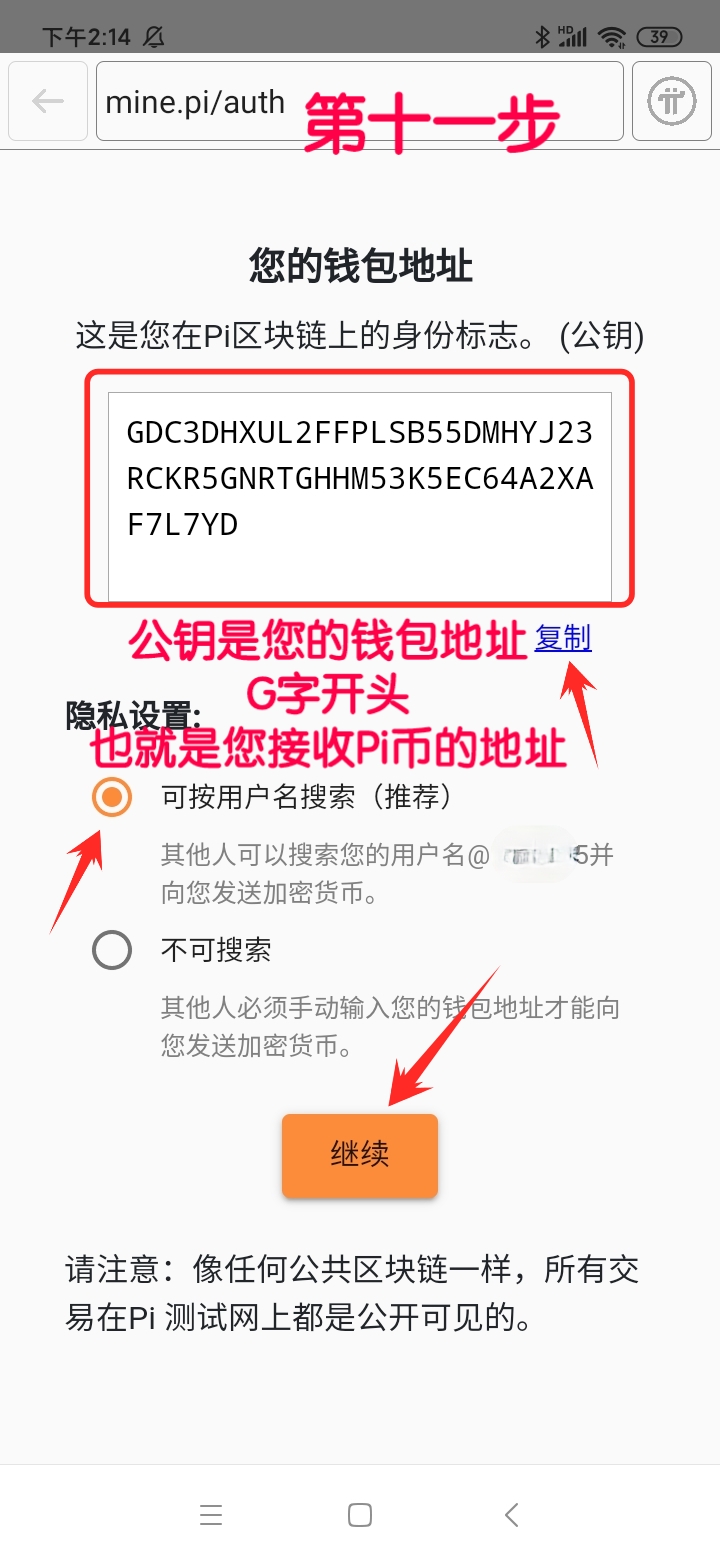 下午2:14
HD
39
mine.pi/auth
第十一步
您的钱包地址
这是您在Pi区块链上的身份标志。 (公钥)
GDC3DHXUL2FFPLSB55DMHYJ23
RCKR5GNRTGHHM53K5EC64A2XA
F7L7YD
公钥是您的钱包地址
复制
G字开头
隐私设置:
也就是您接收Pi币的地址
可按用户名搜索（推荐）
其他人可以搜索您的用户名@ 5并
向您发送加密货币。
不可搜索
其他人必须手动输入您的钱包地址才能向
您发送加密货币。
继续
请注意：像任何公共区块链一样，所有交
易在Pi 测试网上都是公开可见的。